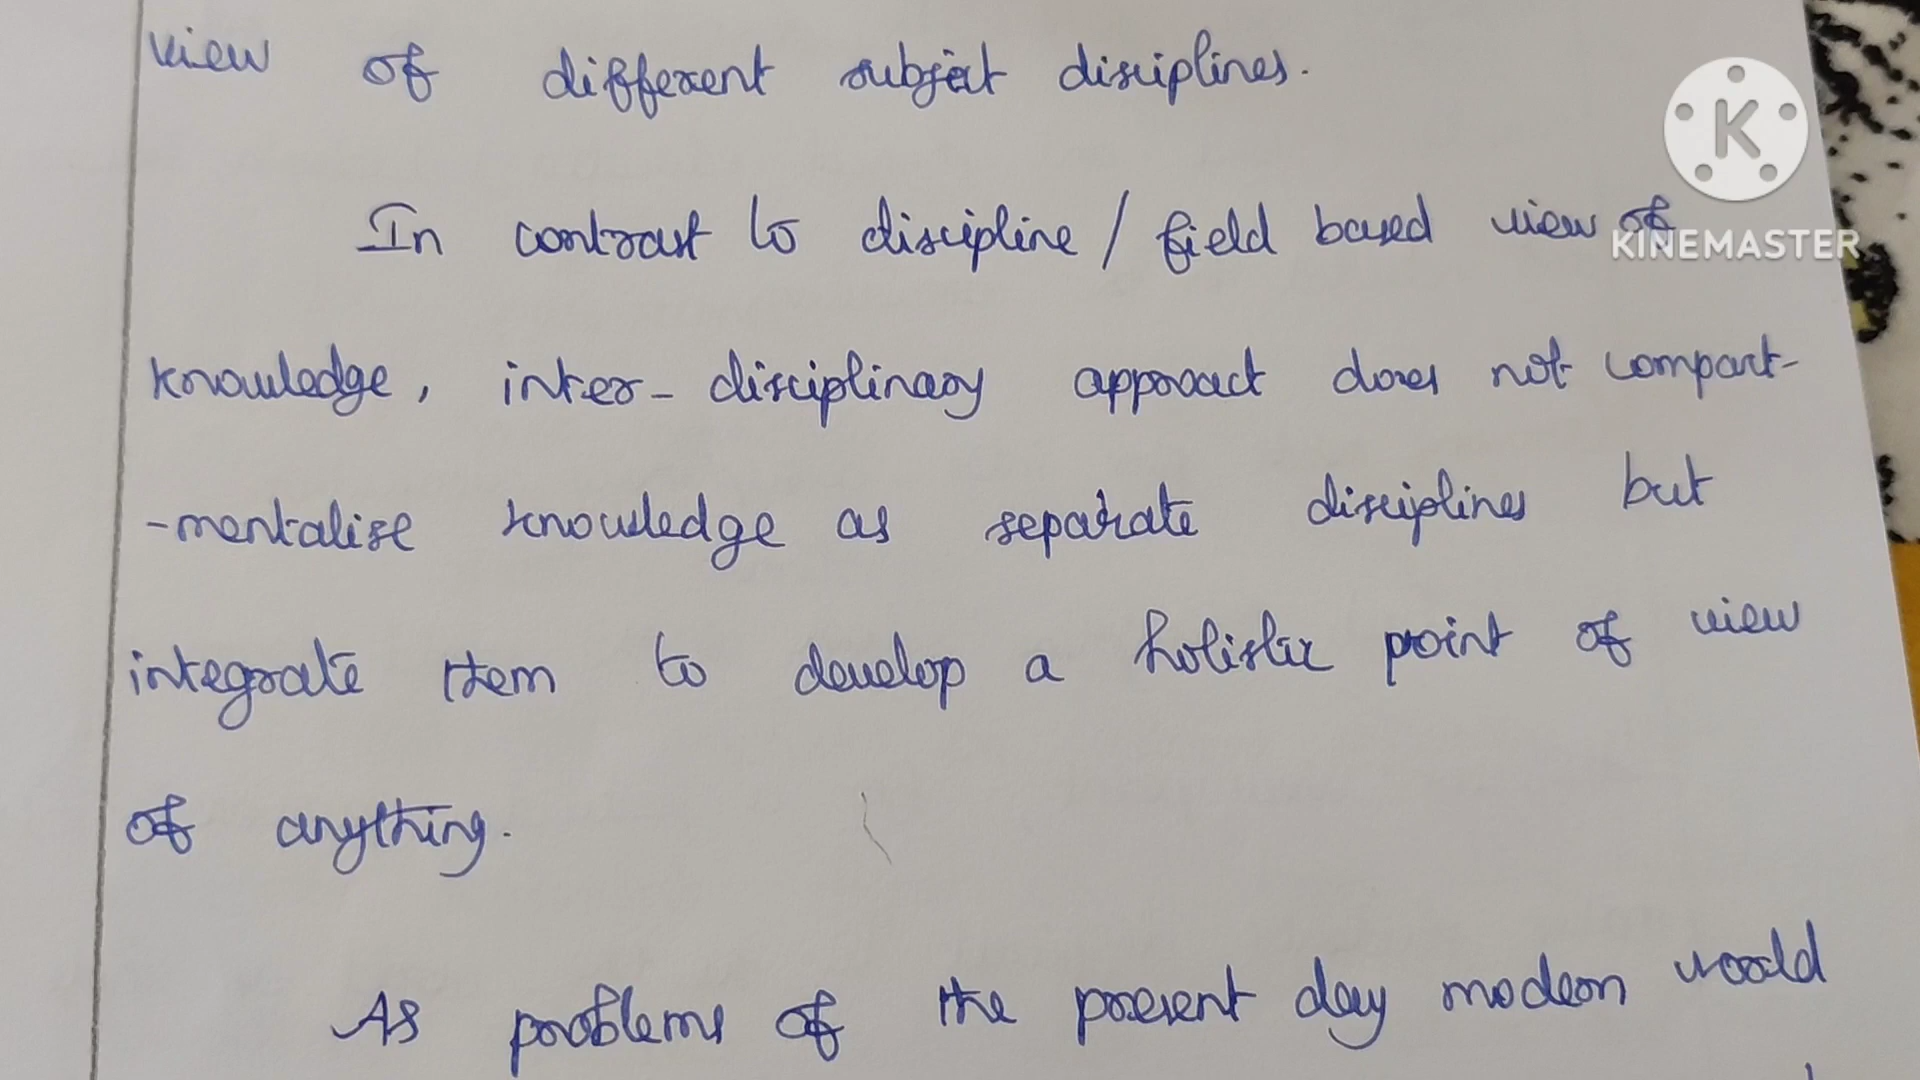 view of different subject disciplines.
K
In contrast to discipline / field based view of
KINEMASTER
knowledge, inter-disciplinary approact does not compart-
-mentalise knowledge as separate disciplines but
integrate them to develop a holistic point of view
of anything.
As problems of the present day modern world